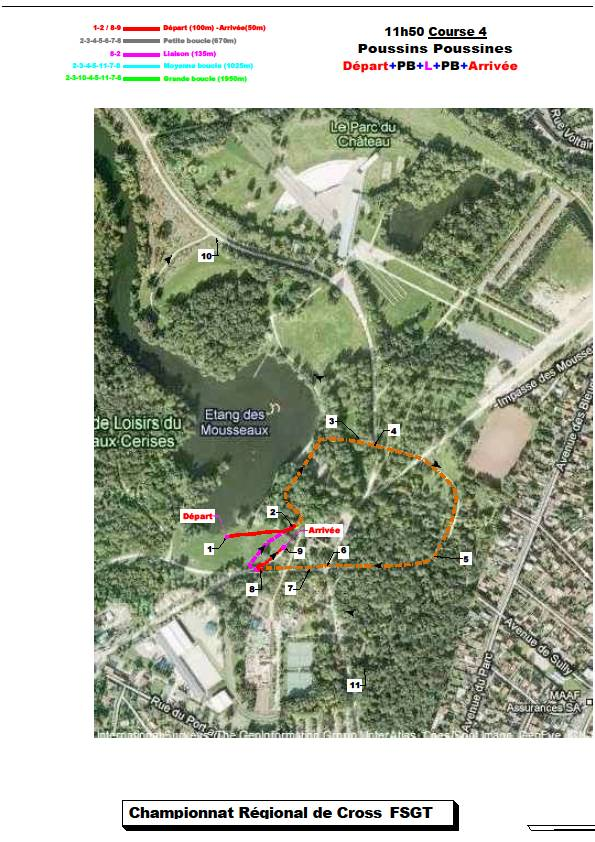 1-2 / 8-9 Départ (100m) -Arrivée(50m)
2-3-4-5-6-7-8 Petite boucle(670m)
8-2 Liaison (135m)
2-3-4-5-11-7-8 Moyenne boucle (1025m)
2-3-10-4-5-11-7-8 Grande boucle (1950m)
11h50 Course 4
Poussins Poussines
Départ+PB+L+PB+Arrivée
Le Parc du
Château
Rue Voltair
10
Impasse des Mousse
Avenue des Bleue
de Loisirs du
aux Cerises
Etang des
Mousseaux
3
4
Départ
2
Arrivée
1
9
6
5
8
7
11
Avenue de Sully
Avenue du Parc
MAAF
Assurances SA
Rue du Port
Championnat Régional de Cross FSGT